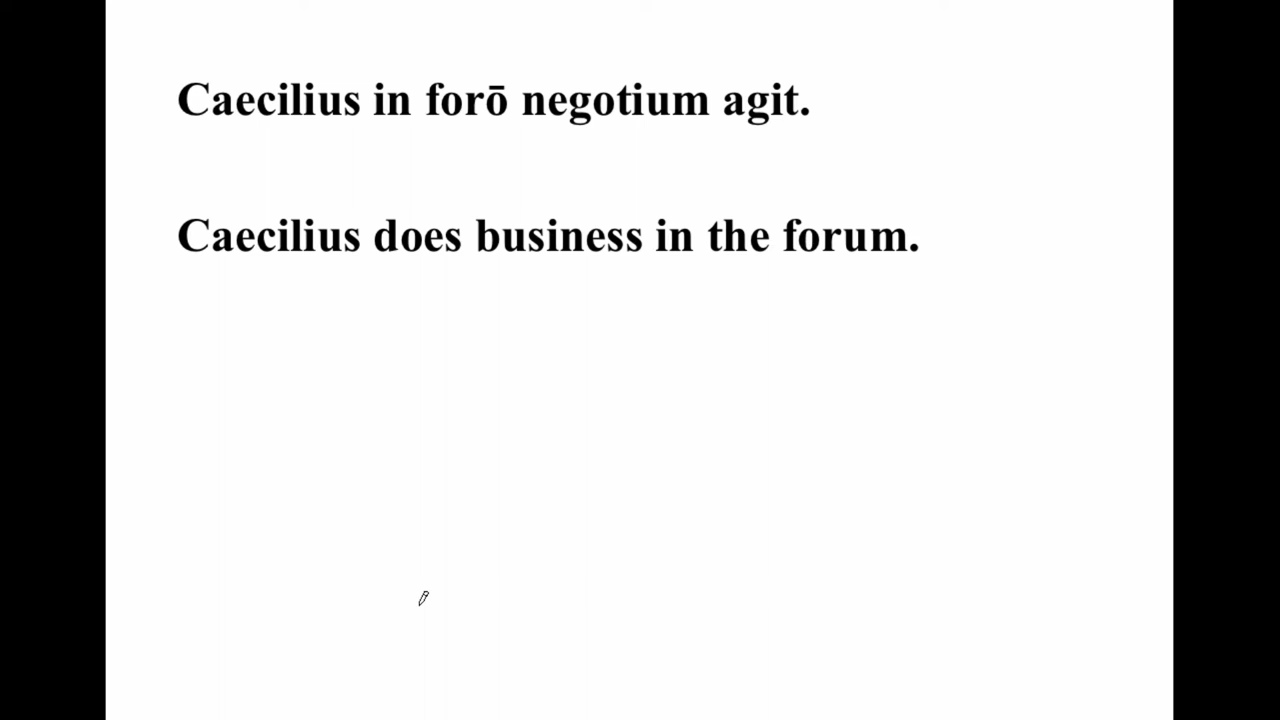 Caecilius in forō negotium agit.
Caecilius does business in the forum.